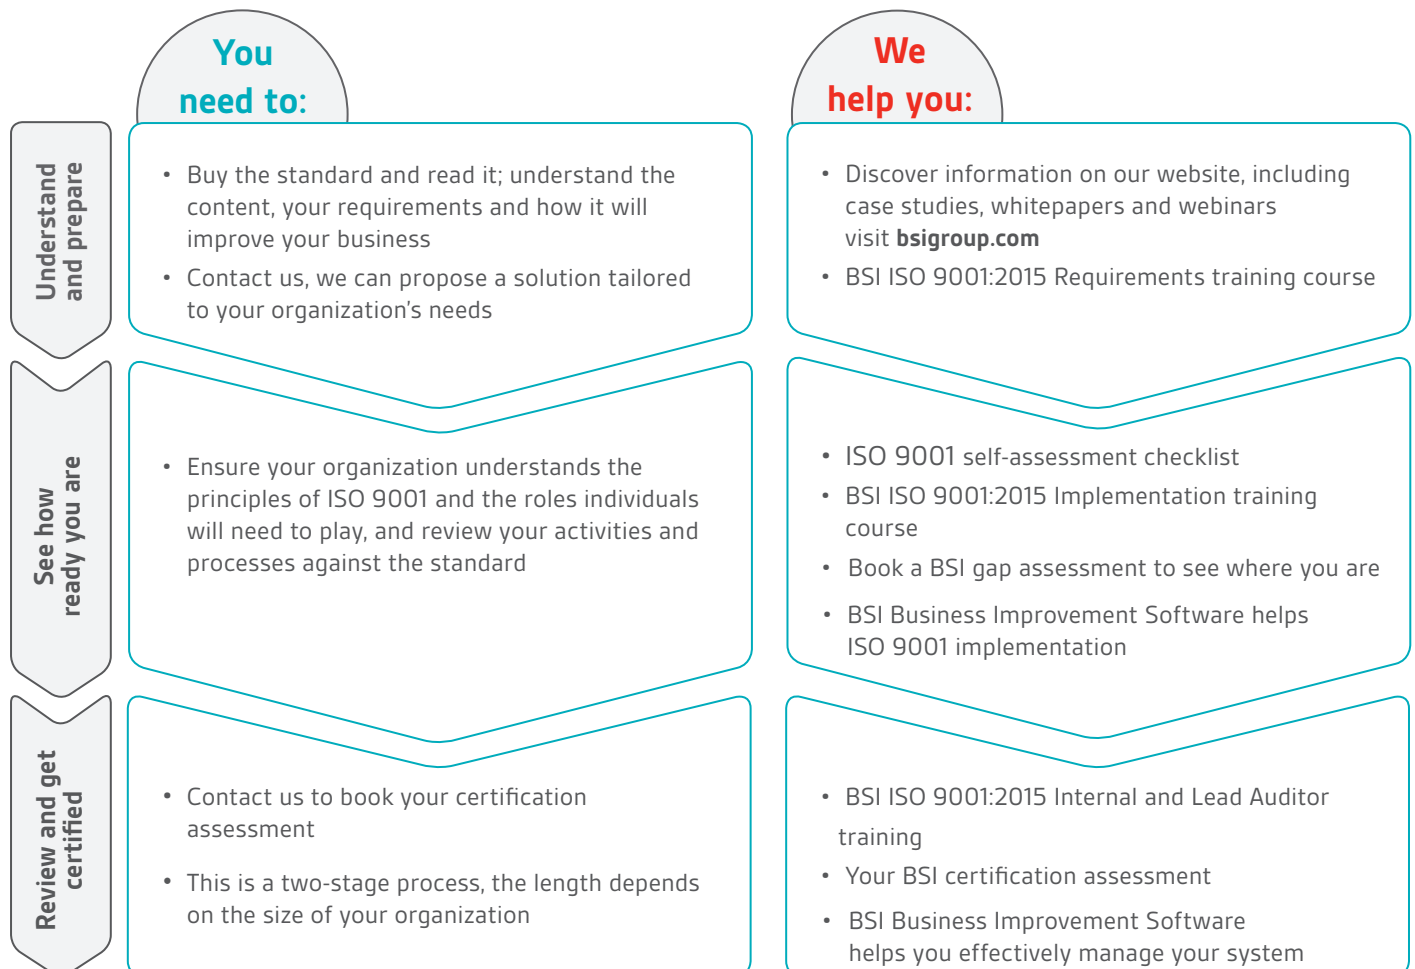 You
need to:
We
help you:
Understand
and prepare
• Buy the standard and read it; understand the
content, your requirements and how it will
improve your business
• Contact us, we can propose a solution tailored
to your organization's needs
• Discover information on our website, including
case studies, whitepapers and webinars
visit bsigroup.com
• BSI ISO 9001:2015 Requirements training course
See how
ready you are
• Ensure your organization understands the
principles of ISO 9001 and the roles individuals
will need to play, and review your activities and
processes against the standard
• ISO 9001 self-assessment checklist
• BSI ISO 9001:2015 Implementation training
course
• Book a BSI gap assessment to see where you are
• BSI Business Improvement Software helps
ISO 9001 implementation
Review and get
certified
• Contact us to book your certification
assessment
• This is a two-stage process, the length depends
on the size of your organization
• BSI ISO 9001:2015 Internal and Lead Auditor
training
• Your BSI certification assessment
• BSI Business Improvement Software
helps you effectively manage your system